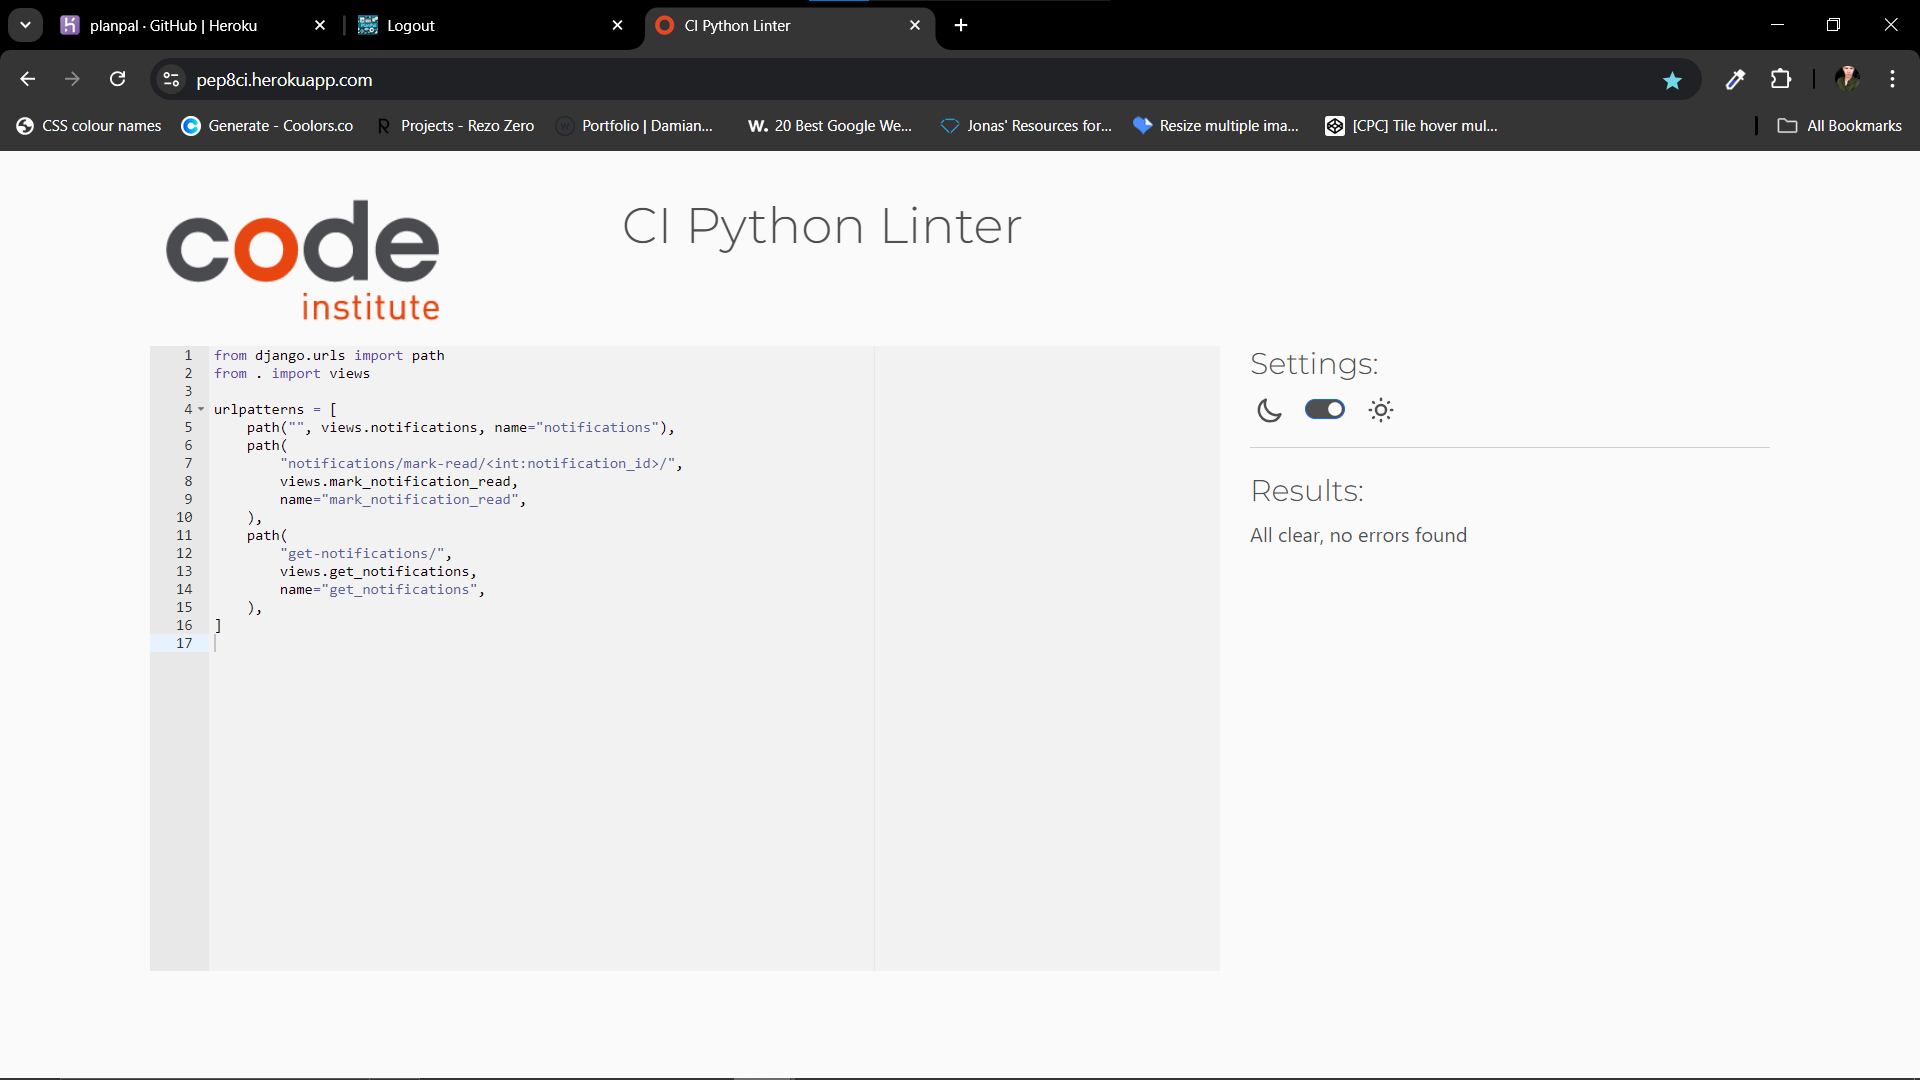 planpal · GitHub | Heroku
Logout
CI Python Linter
pep8ci.herokuapp.com
CSS colour names
Generate - Coolors.co
Projects - Rezo Zero
Portfolio | Damian...
20 Best Google We...
Jonas' Resources for...
Resize multiple ima...
[CPC] Tile hover mul...
All Bookmarks
code
institute
CI Python Linter
1 from django.urls import path
2 from . import views
3
4 urlpatterns = [
5     path("", views.notifications, name="notifications"),
6     path(
7         "notifications/mark-read/<int:notification_id>/",
8         views.mark_notification_read,
9         name="mark_notification_read",
10     ),
11     path(
12         "get-notifications/",
13         views.get_notifications,
14         name="get_notifications",
15     ),
16 ]
17
Settings:
Results:
All clear, no errors found